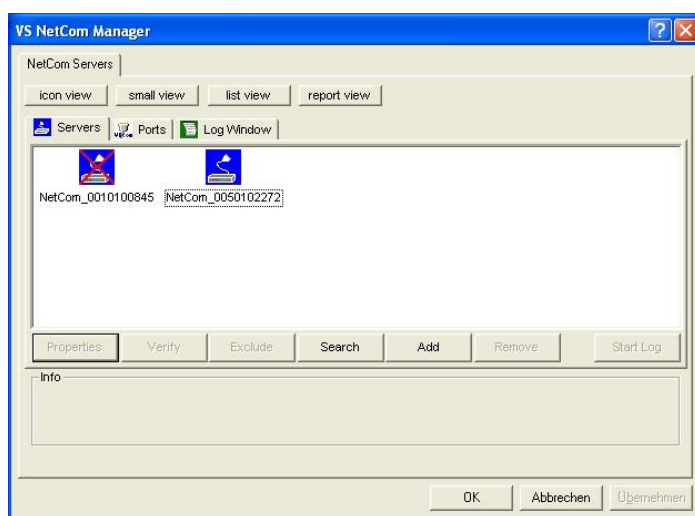 VS NetCom Manager
NetCom Servers
icon view small view list view report view
Servers Ports Log Window
NetCom_0010100845 NetCom_0050102272
Properties Verify Exclude Search Add Remove Start Log
Info
OK Abbrechen Übernehmen